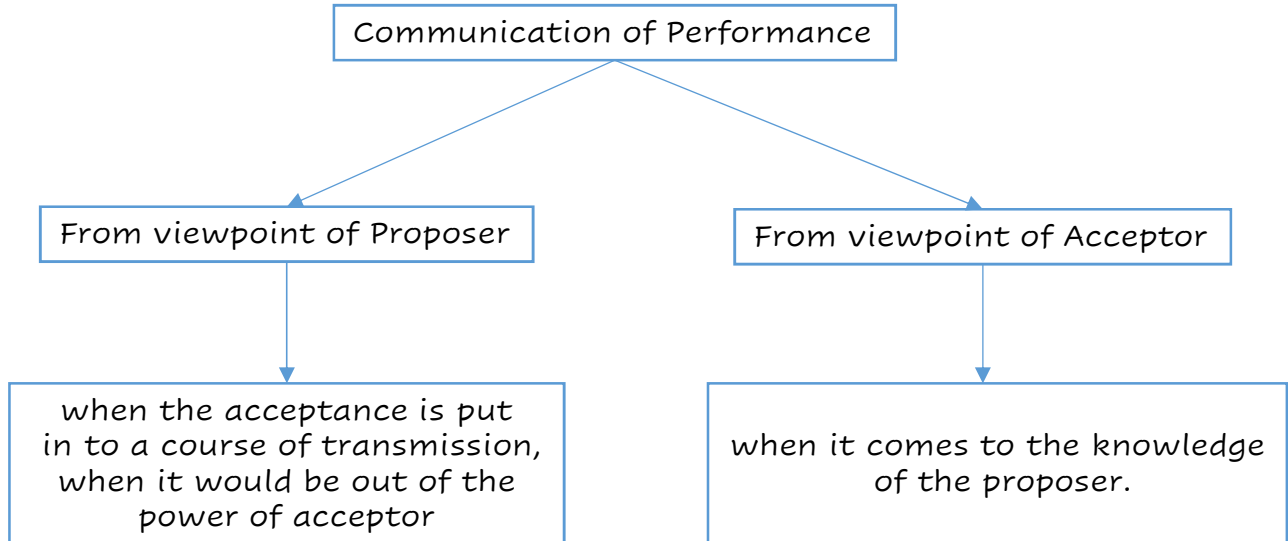 Communication of Performance
From viewpoint of Proposer
From viewpoint of Acceptor
when the acceptance is put
in to a course of transmission,
when it would be out of the
power of acceptor
when it comes to the knowledge
of the proposer.